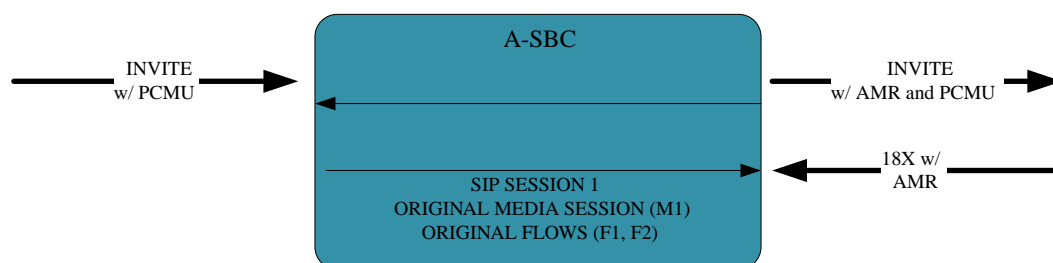 A-SBC
INVITE
w/ PCMU
INVITE
w/ AMR and PCMU
18X w/
AMR
SIP SESSION 1
ORIGINAL MEDIA SESSION (M1)
ORIGINAL FLOWS (F1, F2)